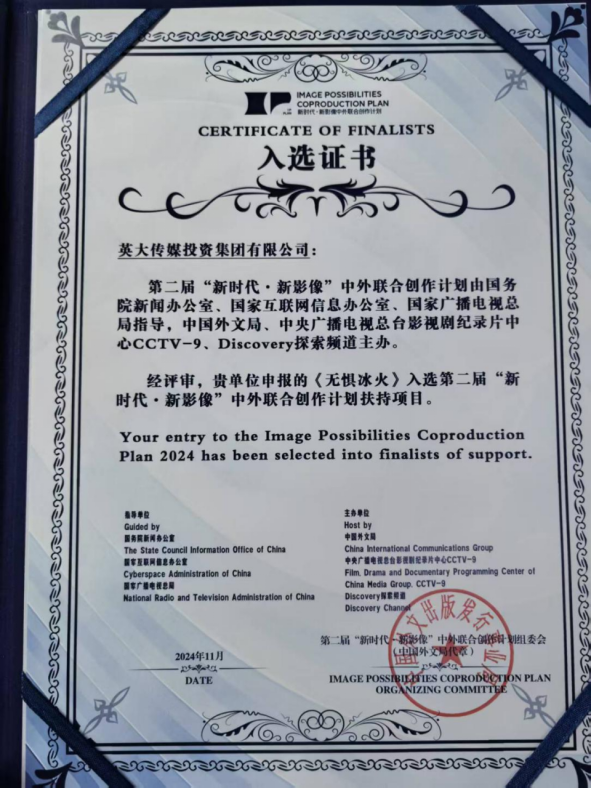 IMAGE POSSIBILITIES
COPRODUCTION PLAN
新时代·新影像中外联合创作计划
CERTIFICATE OF FINALISTS
入选证书
英大传媒投资集团有限公司：
第二届“新时代·新影像”中外联合创作计划由国务
院新闻办公室、国家互联网信息办公室、国家广播电视总
局指导，中国外文局、中央广播电视总台影视剧纪录片中
心CCTV-9、Discovery探索频道主办。
经评审，贵单位申报的《无惧冰火》入选第二届“新
时代·新影像”中外联合创作计划扶持项目。
Your entry to the Image Possibilities Coproduction
Plan 2024 has been selected into finalists of support.
指导单位
Guided by
国务院新闻办公室
The State Council Information Office of China
国家互联网信息办公室
Cyberspace Administration of China
国家广播电视总局
National Radio and Television Administration of China
主办单位
Host by
中国外文局
China International Communications Group
中央广播电视总台影视剧纪录片中心CCTV-9
Film, Drama and Documentary Programming Center of
China Media Group, CCTV-9
Discovery探索频道
Discovery Channel
第二届“新时代·新影像”中外联合创作计划组委会
（中国外文局代章）
2024年11月
DATE
IMAGE POSSIBILITIES COPRODUCTION PLAN
ORGANIZING COMMITTEE